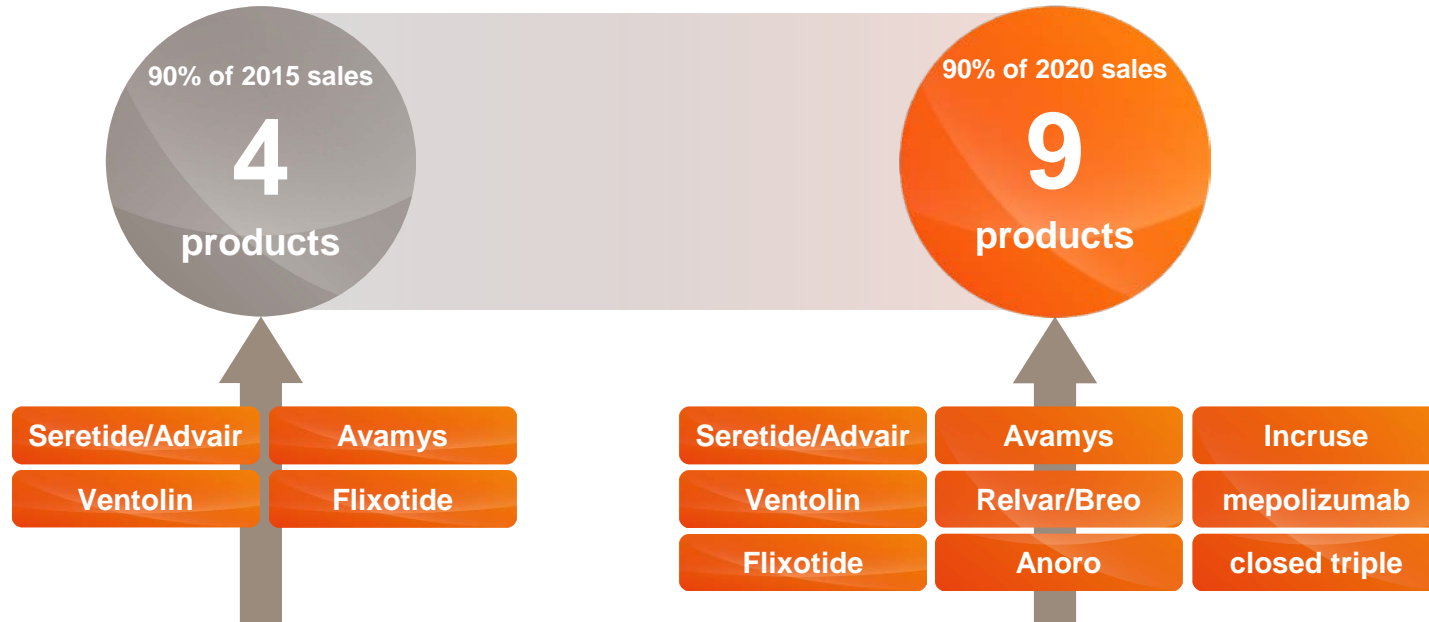 90% of 2015 sales
4
products
90% of 2020 sales
9
products
Seretide/Advair
Avamys
Ventolin
Flixotide
Seretide/Advair
Avamys
Incruse
Ventolin
Relvar/Breo
mepolizumab
Flixotide
Anoro
closed triple